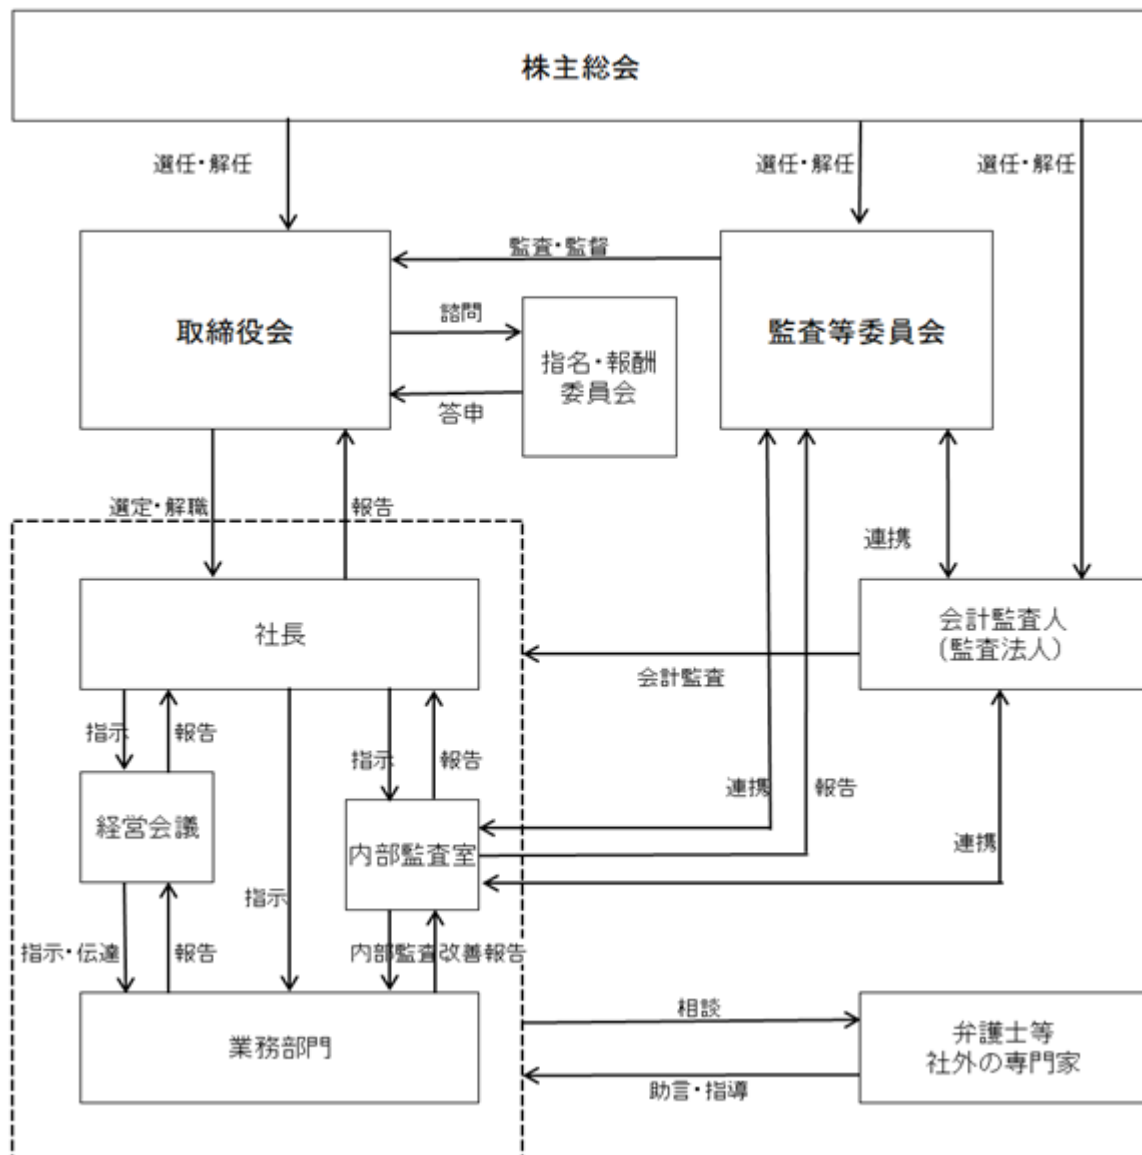 株主総会
選任・解任
選任・解任
選任・解任
監査・監督
取締役会
諮問
答申
指名・報酬
委員会
監査等委員会
選定・解職
報告
連携
社長
会計監査人
(監査法人)
会計監査
指示
報告
指示
報告
連携
報告
経営会議
内部監査室
連携
指示
指示・伝達
報告
内部監査
改善報告
業務部門
相談
弁護士等
社外の専門家
助言・指導